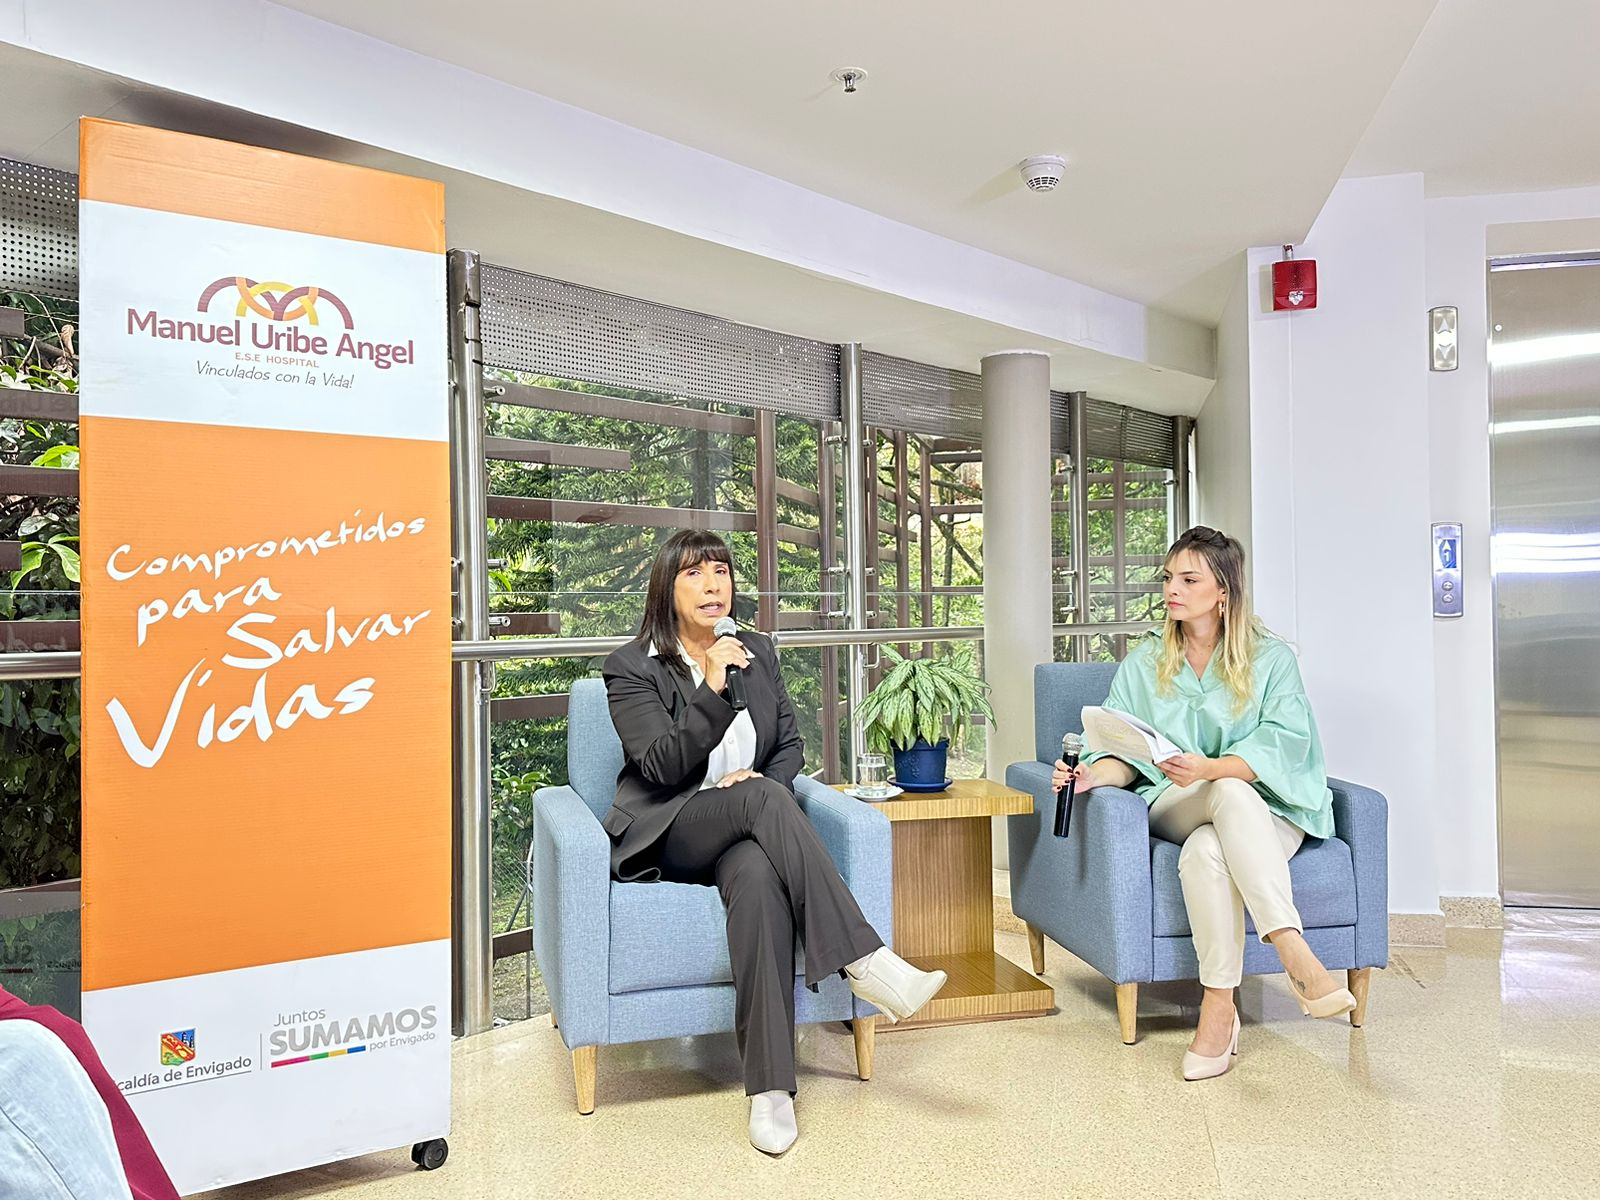 Manuel Uribe Angel
E.S.E HOSPITAL
Vinculados con la Vida!
Comprometidos
para
Salvar
Vidas
caldía de Envigado
Juntos
SUMAMOS
por Envigado